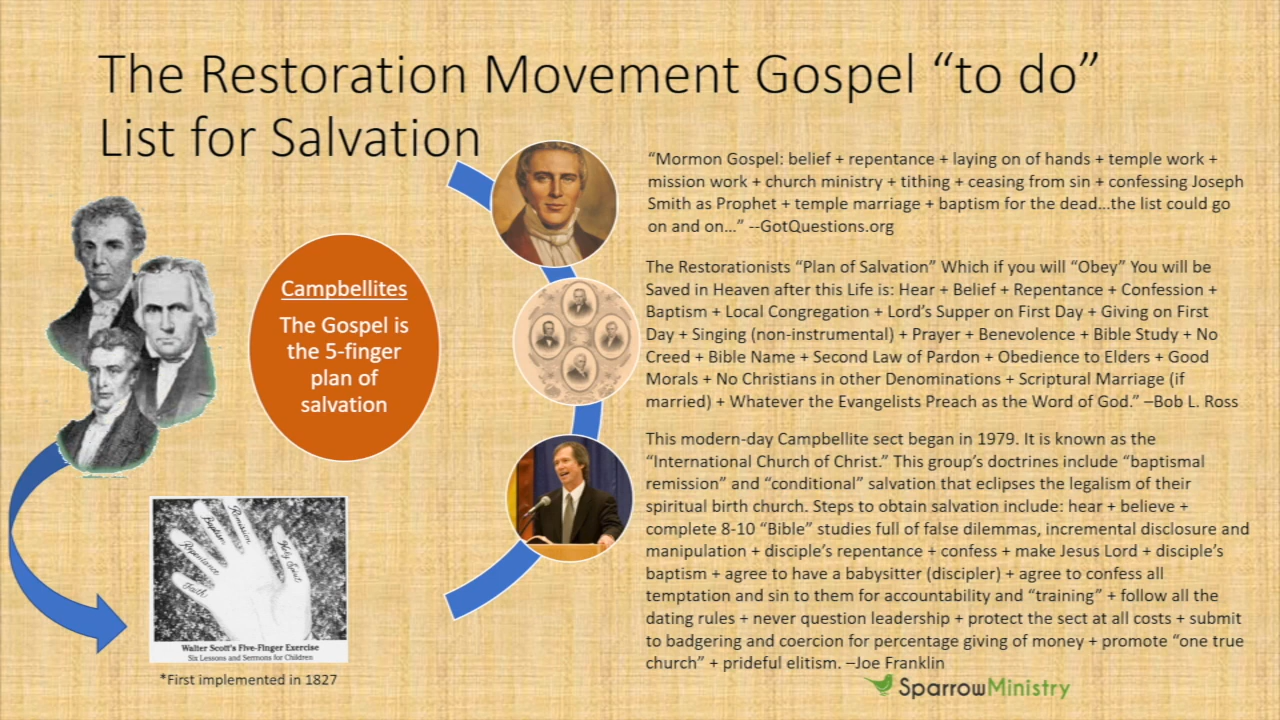 The Restoration Movement Gospel “to do”
List for Salvation
“Mormon Gospel: belief + repentance + laying on of hands + temple work +
mission work + church ministry + tithing + ceasing from sin + confessing Joseph
Smith as Prophet + temple marriage + baptism for the dead…the list could go
on and on…” --GotQuestions.org
Campbellites
The Gospel is
the 5-finger
plan of
salvation
The Restorationists “Plan of Salvation” Which if you will “Obey” You will be
Saved in Heaven after this Life is: Hear + Belief + Repentance + Confession +
Baptism + Local Congregation + Lord’s Supper on First Day + Giving on First
Day + Singing (non-instrumental) + Prayer + Benevolence + Bible Study + No
Creed + Bible Name + Second Law of Pardon + Obedience to Elders + Good
Morals + No Christians in other Denominations + Scriptural Marriage (if
married) + Whatever the Evangelists Preach as the Word of God.” –Bob L. Ross
This modern-day Campbellite sect began in 1979. It is known as the
“International Church of Christ.” This group’s doctrines include “baptismal
remission” and “conditional” salvation that eclipses the legalism of their
spiritual birth church. Steps to obtain salvation include: hear + believe +
complete 8-10 “Bible” studies full of false dilemmas, incremental disclosure and
manipulation + disciple’s repentance + confess + make Jesus Lord + disciple’s
baptism + agree to have a babysitter (discipler) + agree to confess all
temptation and sin to them for accountability and “training” + follow all the
dating rules + never question leadership + protect the sect at all costs + submit
to badgering and coercion for percentage giving of money + promote “one true
church” + prideful elitism. –Joe Franklin
Faith
Repentance
Baptism
Remission
Holy Spirit
Walter Scott's Five-Finger Exercise
Six Lessons and Sermons for Children
*First implemented in 1827
SparrowMinistry